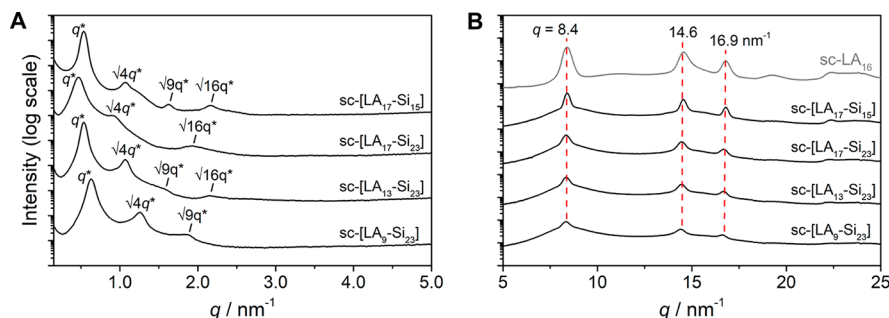 A
Intensity (log scale)
q*
√4q*
√9q*
√16q*
sc-[LA₁₇-Si₁₅]
q*
√4q*
√16q*
sc-[LA₁₇-Si₂₃]
q*
√4q*
√9q*
√16q*
sc-[LA₁₃-Si₂₃]
q*
√4q*
√9q*
sc-[LA₉-Si₂₃]
1.0 2.0 3.0 4.0 5.0
q / nm⁻¹
B
q = 8.4 14.6 16.9 nm⁻¹
sc-LA₁₆
sc-[LA₁₇-Si₁₅]
sc-[LA₁₇-Si₂₃]
sc-[LA₁₃-Si₂₃]
sc-[LA₉-Si₂₃]
5 10 15 20 25
q / nm⁻¹